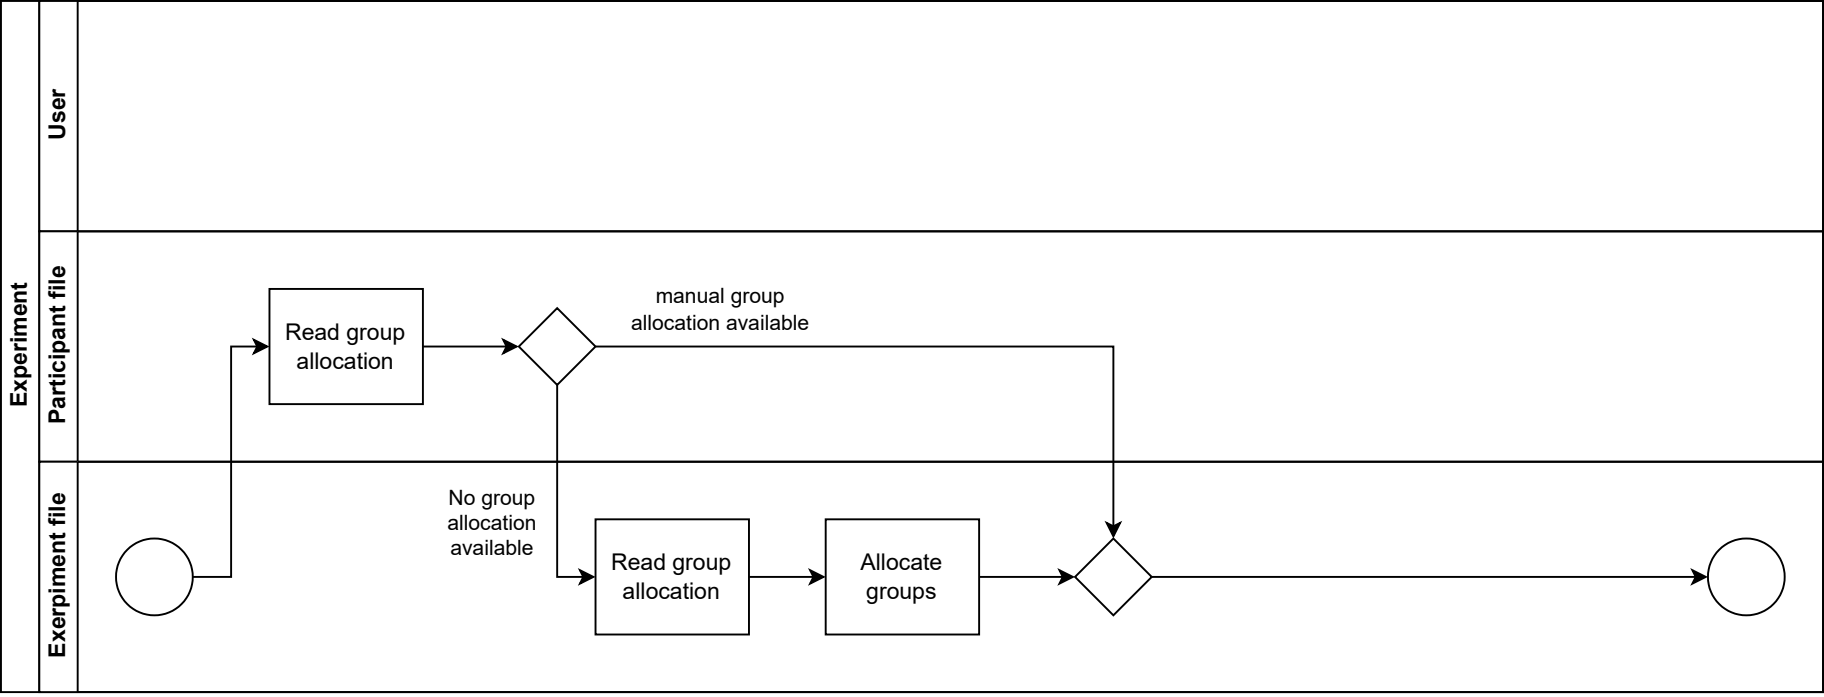 Experiment
User
Participant file
Exerpiment file
Read group
allocation
manual group
allocation available
No group
allocation
available
Read group
allocation
Allocate
groups